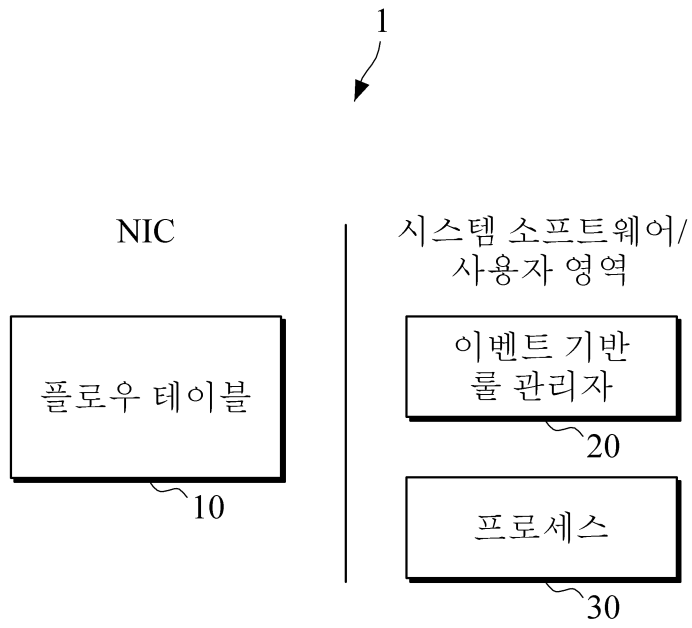 1
NIC
시스템 소프트웨어/
사용자 영역
플로우 테이블
10
이벤트 기반
룰 관리자
20
프로세스
30